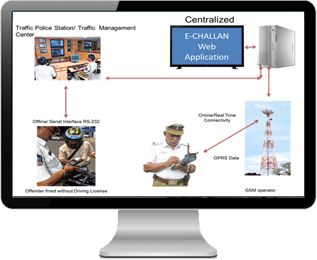 Traffic Police Station/ Traffic Management
Center
Centralized
E-CHALLAN
Web
Application
Offline/ Serial Interface RS-232
Online/Real Time
Connectivity
GPRS Data
Offender fined without Driving License
GSM operator